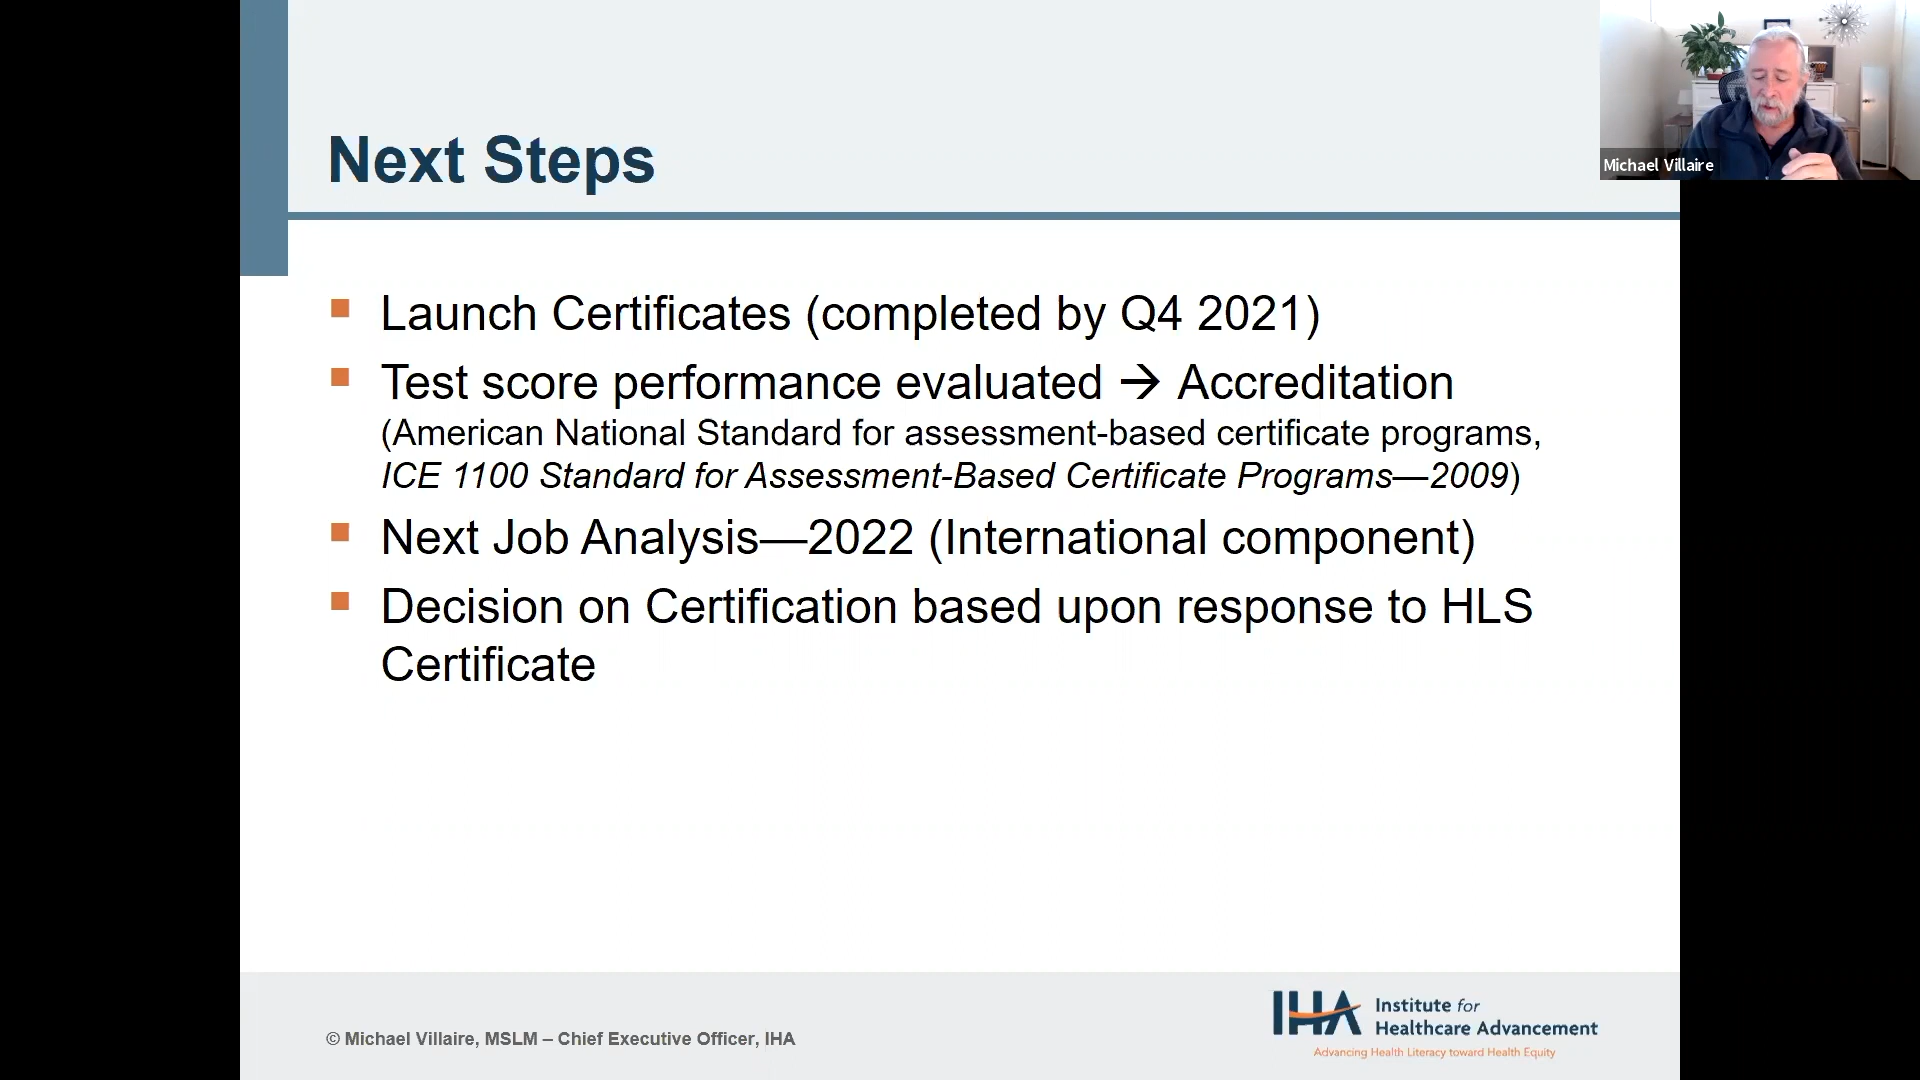 Next Steps
Michael Villaire
Launch Certificates (completed by Q4 2021)
Test score performance evaluated → Accreditation
(American National Standard for assessment-based certificate programs,
ICE 1100 Standard for Assessment-Based Certificate Programs—2009)
Next Job Analysis—2022 (International component)
Decision on Certification based upon response to HLS
Certificate
© Michael Villaire, MSLM – Chief Executive Officer, IHA
IHA
Institute for
Healthcare Advancement
Advancing Health Literacy toward Health Equity